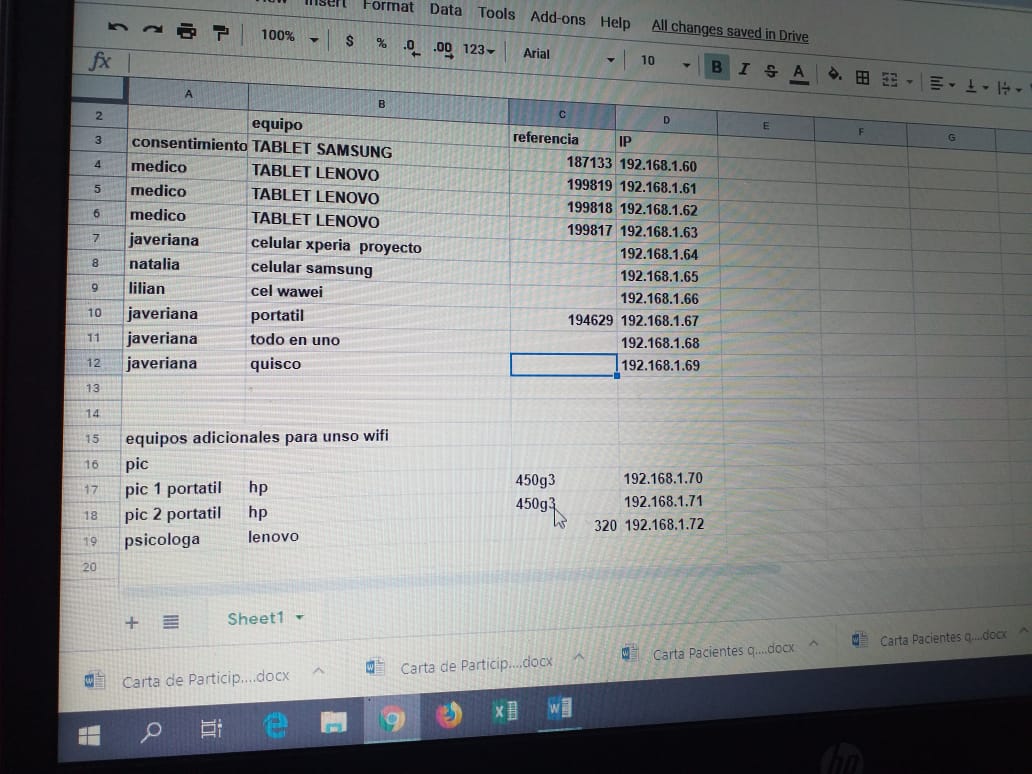 Insert Format Data Tools Add-ons Help All changes saved in Drive
100% $ % .0 .00 123 Arial 10 B I S A
fx
A B C D E F G
2 equipo referencia IP
3 consentimiento TABLET SAMSUNG 187133 192.168.1.60
4 medico TABLET LENOVO 199819 192.168.1.61
5 medico TABLET LENOVO 199818 192.168.1.62
6 medico TABLET LENOVO 199817 192.168.1.63
7 javeriana celular xperia proyecto 192.168.1.64
8 natalia celular samsung 192.168.1.65
9 lilian cel wawei 192.168.1.66
10 javeriana portatil 194629 192.168.1.67
11 javeriana todo en uno 192.168.1.68
12 javeriana quisco 192.168.1.69
13
14
15 equipos adicionales para unso wifi
16 pic
17 pic 1 portatil hp 450g3 192.168.1.70
18 pic 2 portatil hp 450g3 192.168.1.71
19 psicologa lenovo 320 192.168.1.72
20
Sheet1
Carta de Particip....docx Carta de Particip....docx Carta Pacientes q....docx Carta Pacientes q....docx
hp